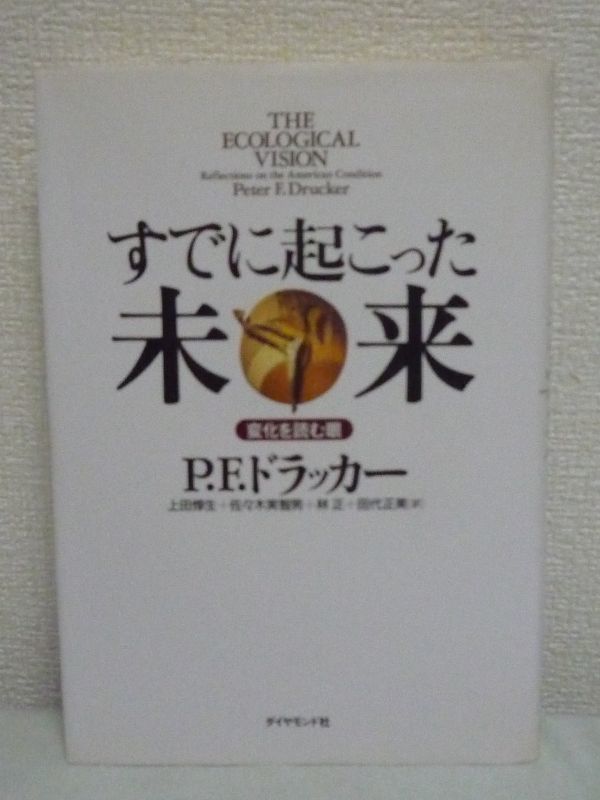 THE
ECOLOGICAL
VISION
Reflections on the American Condition
Peter F. Drucker
すでに起こった
未来
変化を読む眼
P.F.ドラッカー
上田惇生+佐々木実智男+林 正+田代正美[訳]
ダイヤモンド社